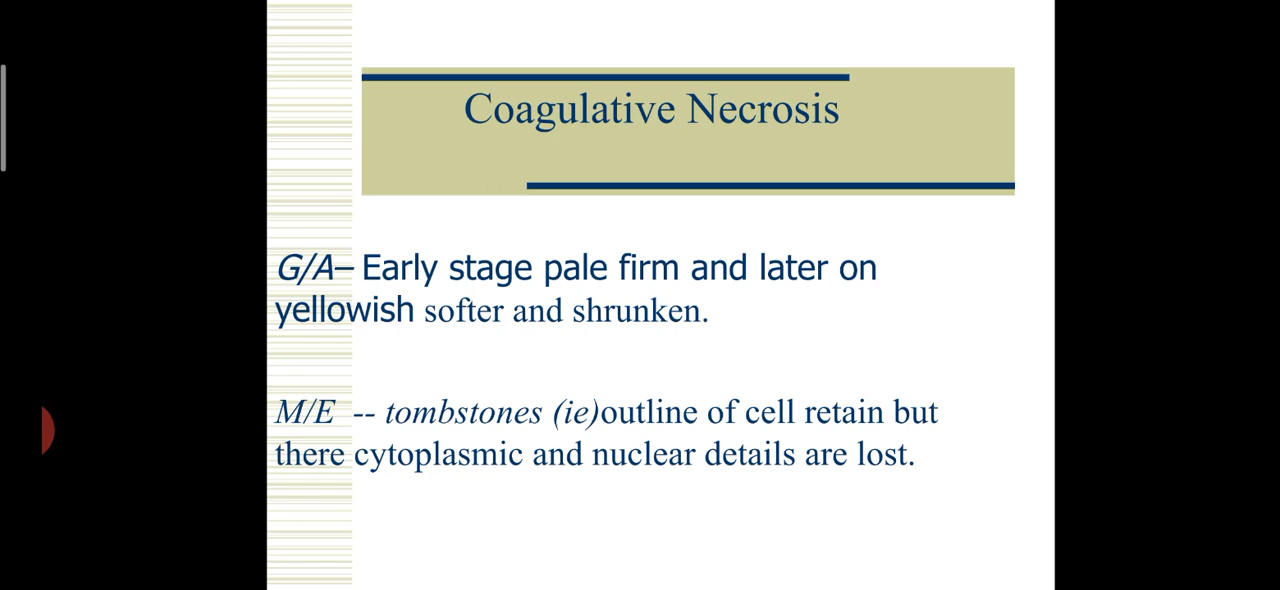 Coagulative Necrosis
G/A– Early stage pale firm and later on
yellowish softer and shrunken.
M/E -- tombstones (ie)outline of cell retain but
there cytoplasmic and nuclear details are lost.